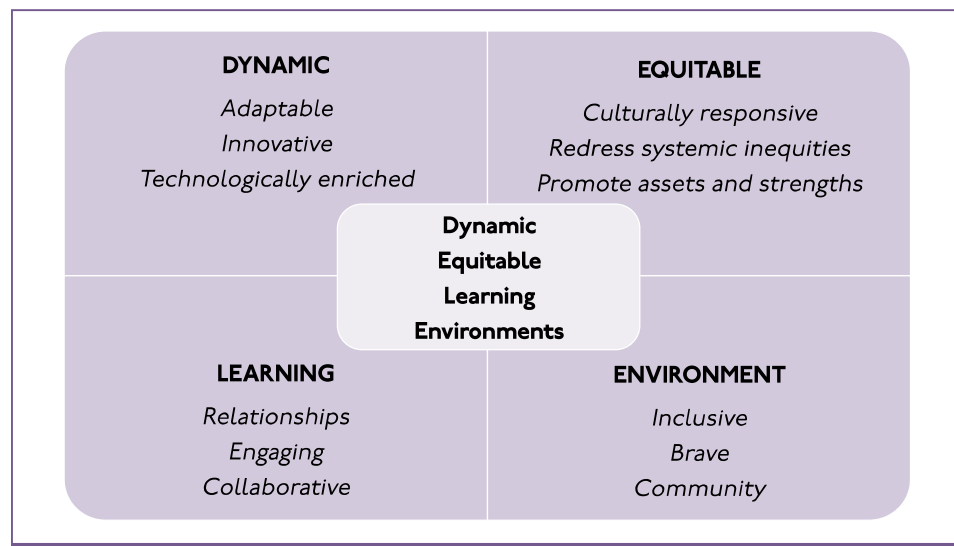 DYNAMIC
Adaptable
Innovative
Technologically enriched
EQUITABLE
Culturally responsive
Redress systemic inequities
Promote assets and strengths
Dynamic
Equitable
Learning
Environments
LEARNING
Relationships
Engaging
Collaborative
ENVIRONMENT
Inclusive
Brave
Community